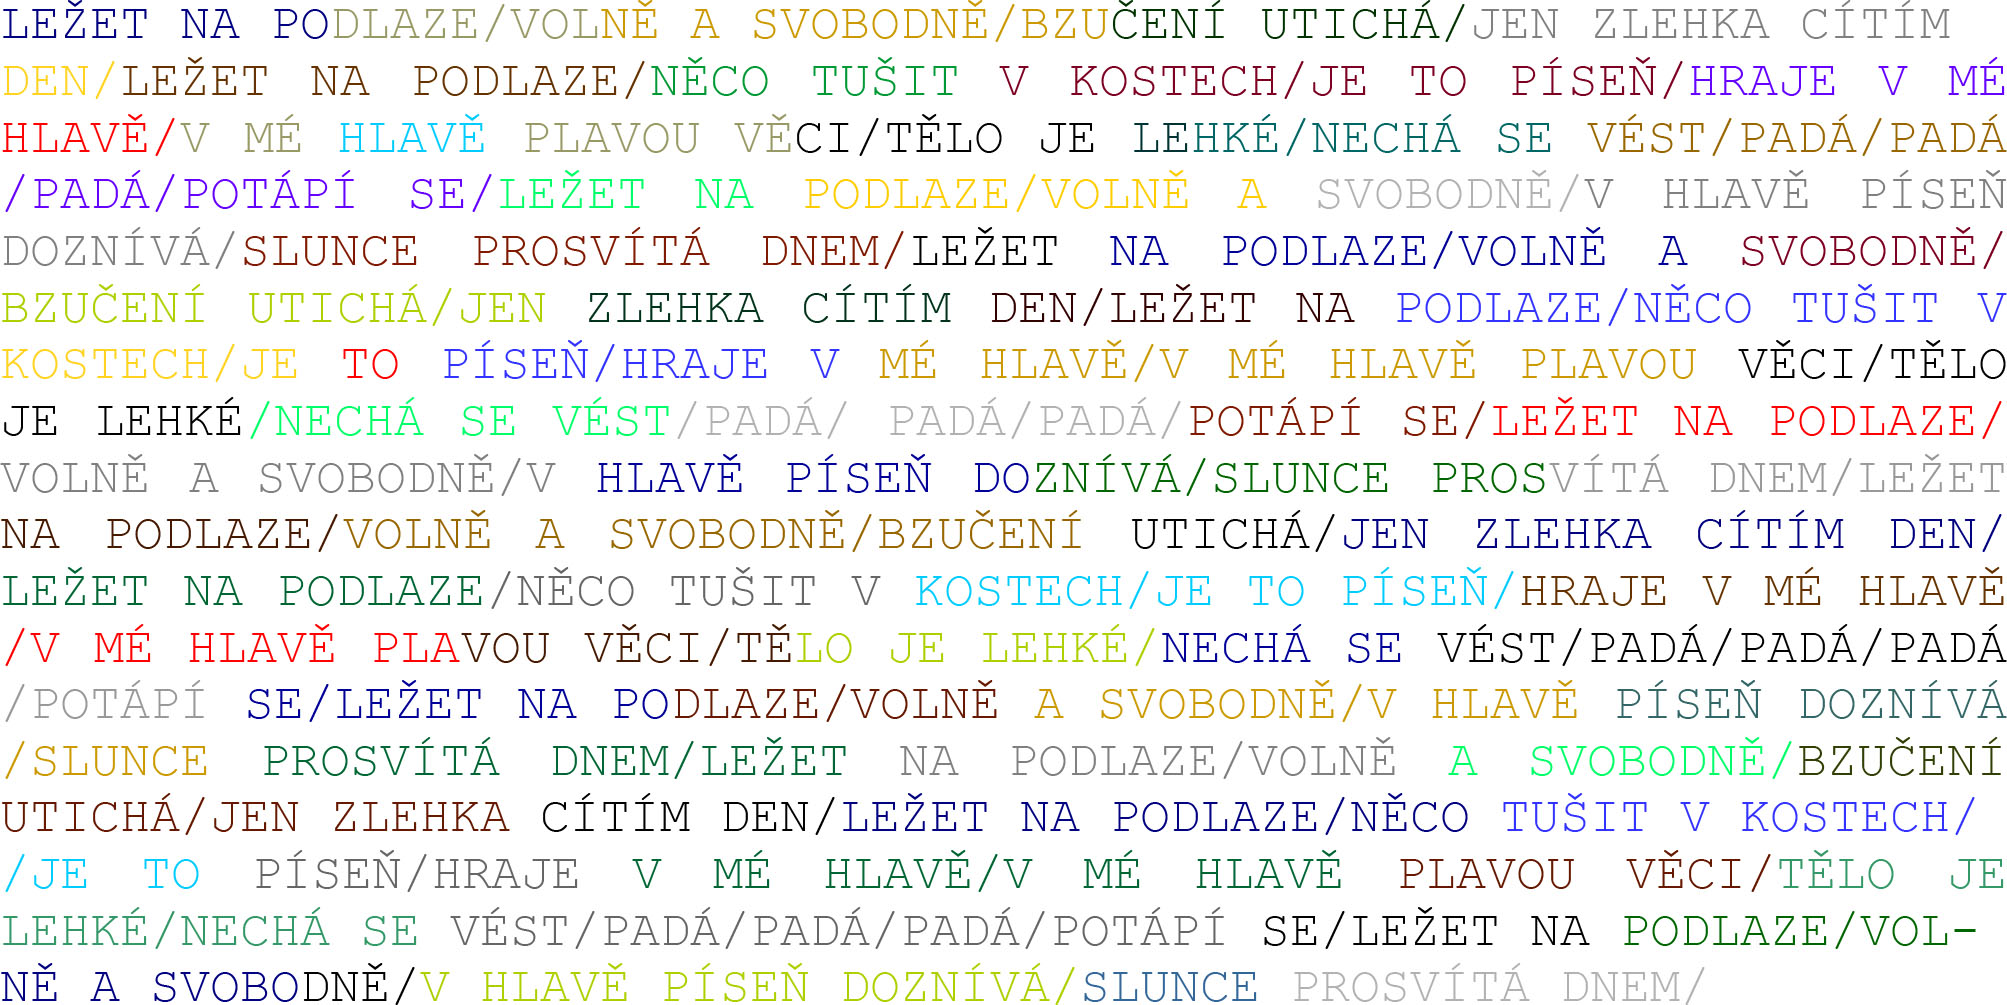 LEŽET NA PODLAZE/VOLNĚ A SVOBODNĚ/BZUČENÍ UTICHÁ/JEN ZLEHKA CÍTÍM
DEN/LEŽET NA PODLAZE/NĚCO TUŠIT V KOSTECH/JE TO PÍSEŇ/HRAJE V MÉ
HLAVĚ/V MÉ HLAVĚ PLAVOU VĚCI/TĚLO JE LEHKÉ/NECHÁ SE VÉST/PADÁ/PADÁ
/PADÁ/POTÁPÍ SE/LEŽET NA PODLAZE/VOLNĚ A SVOBODNĚ/V HLAVĚ PÍSEŇ
DOZNÍVÁ/SLUNCE PROSVÍTÁ DNEM/LEŽET NA PODLAZE/VOLNĚ A SVOBODNĚ/
BZUČENÍ UTICHÁ/JEN ZLEHKA CÍTÍM DEN/LEŽET NA PODLAZE/NĚCO TUŠIT V
KOSTECH/JE TO PÍSEŇ/HRAJE V MÉ HLAVĚ/V MÉ HLAVĚ PLAVOU VĚCI/TĚLO
JE LEHKÉ/NECHÁ SE VÉST/PADÁ/ PADÁ/PADÁ/POTÁPÍ SE/LEŽET NA PODLAZE/
VOLNĚ A SVOBODNĚ/V HLAVĚ PÍSEŇ DOZNÍVÁ/SLUNCE PROSVÍTÁ DNEM/LEŽET
NA PODLAZE/VOLNĚ A SVOBODNĚ/BZUČENÍ UTICHÁ/JEN ZLEHKA CÍTÍM DEN/
LEŽET NA PODLAZE/NĚCO TUŠIT V KOSTECH/JE TO PÍSEŇ/HRAJE V MÉ HLAVĚ
/V MÉ HLAVĚ PLAVOU VĚCI/TĚLO JE LEHKÉ/NECHÁ SE VÉST/PADÁ/PADÁ/PADÁ
/POTÁPÍ SE/LEŽET NA PODLAZE/VOLNĚ A SVOBODNĚ/V HLAVĚ PÍSEŇ DOZNÍVÁ
/SLUNCE PROSVÍTÁ DNEM/LEŽET NA PODLAZE/VOLNĚ A SVOBODNĚ/BZUČENÍ
UTICHÁ/JEN ZLEHKA CÍTÍM DEN/LEŽET NA PODLAZE/NĚCO TUŠIT V KOSTECH/
/JE TO PÍSEŇ/HRAJE V MÉ HLAVĚ/V MÉ HLAVĚ PLAVOU VĚCI/TĚLO JE
LEHKÉ/NECHÁ SE VÉST/PADÁ/PADÁ/PADÁ/POTÁPÍ SE/LEŽET NA PODLAZE/VOL-
NĚ A SVOBODNĚ/V HLAVĚ PÍSEŇ DOZNÍVÁ/SLUNCE PROSVÍTÁ DNEM/